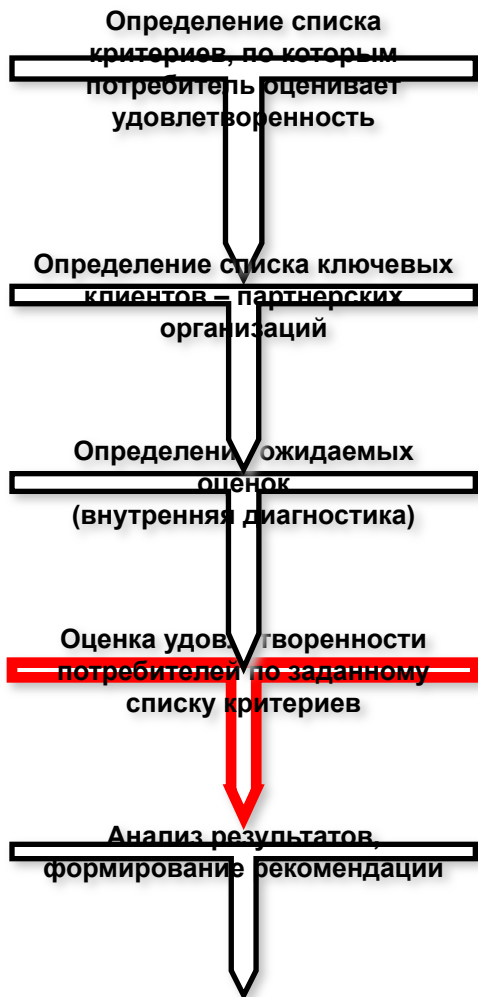 Определение списка
критериев, по которым
потребитель оценивает
удовлетворенность
Определение списка ключевых
клиентов – партнерских
организаций
Определение ожидаемых
оценок
(внутренняя диагностика)
Оценка удовлетворенности
потребителей по заданному
списку критериев
Анализ результатов,
формирование рекомендации